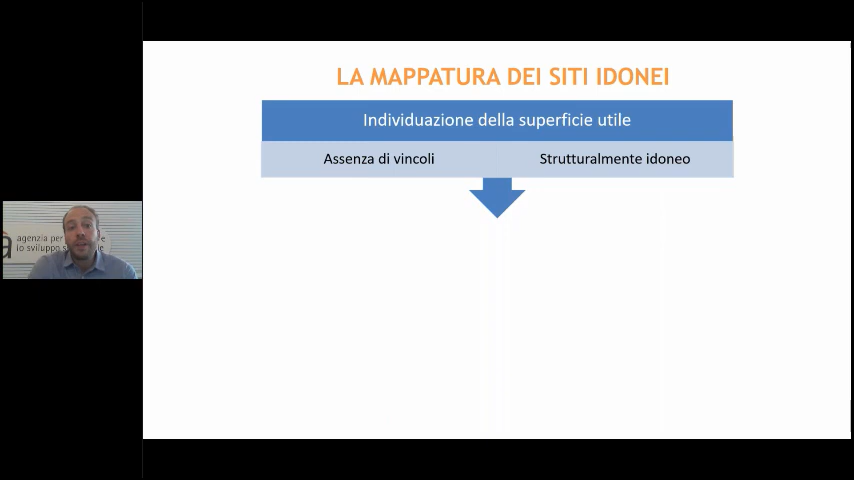 LA MAPPATURA DEI SITI IDONEI
Individuazione della superficie utile
Assenza di vincoli
Strutturalmente idoneo
à agenzia per
lo sviluppo